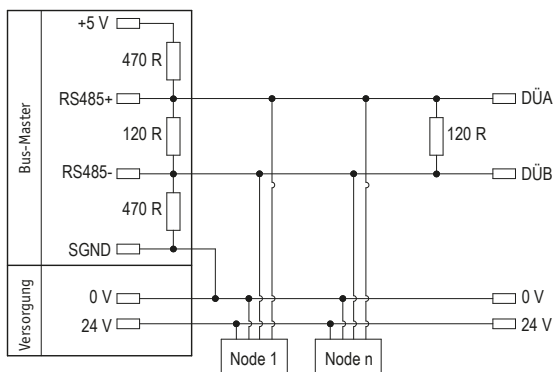 +5 V
470 R
RS485+
DÜA
Bus-Master
120 R
120 R
RS485-
DÜB
470 R
SGND
Versorgung
0 V
0 V
24 V
24 V
Node 1
Node n